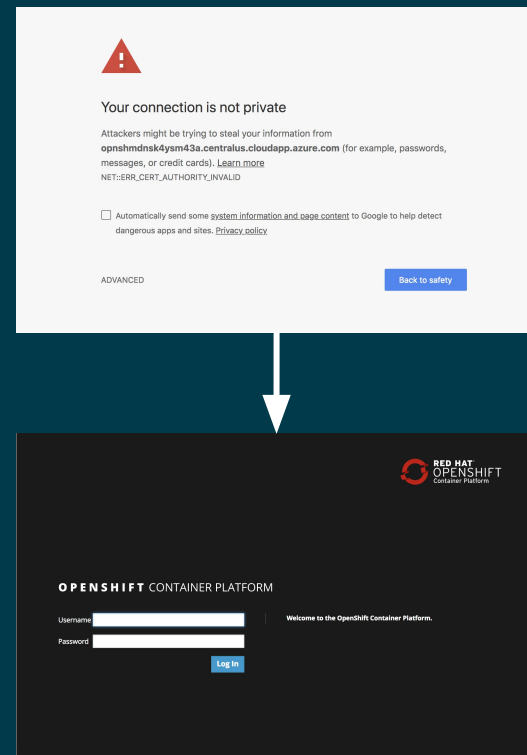 Your connection is not private
Attackers might be trying to steal your information from
opnshmdnsk4ysm43a.centralus.cloudapp.azure.com (for example, passwords,
messages, or credit cards). Learn more
NET::ERR_CERT_AUTHORITY_INVALID
Automatically send some system information and page content to Google to help detect
dangerous apps and sites. Privacy policy
ADVANCED
Back to safety
RED HAT
OPENSHIFT
Container Platform
OPENSHIFT CONTAINER PLATFORM
Username
Welcome to the OpenShift Container Platform.
Password
Log In